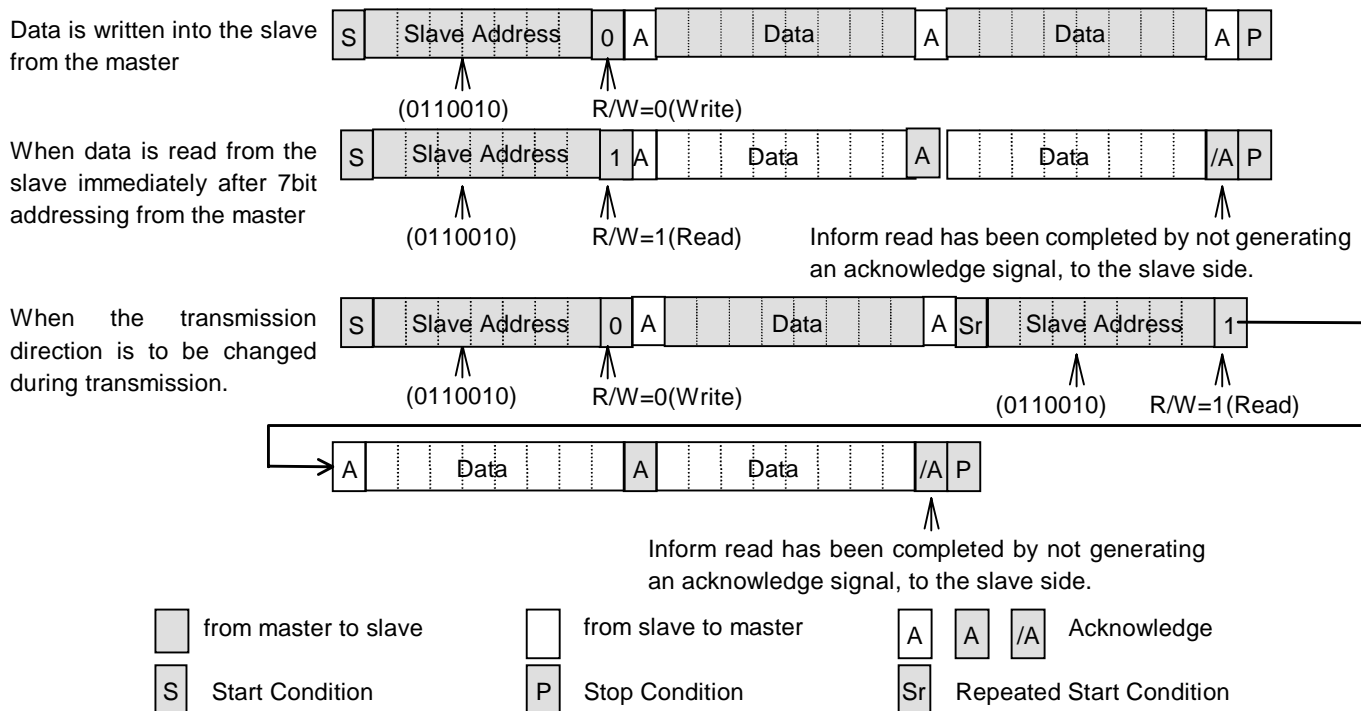 Data is written into the slave
from the master
S Slave Address 0 A Data A Data A P
(0110010) R/W=0(Write)
When data is read from the
slave immediately after 7bit
addressing from the master
S Slave Address 1 A Data A Data /A P
(0110010) R/W=1(Read)
Inform read has been completed by not generating
an acknowledge signal, to the slave side.
When the transmission
direction is to be changed
during transmission.
S Slave Address 0 A Data A Sr Slave Address 1
(0110010) R/W=0(Write) (0110010) R/W=1(Read)
A Data A Data /A P
Inform read has been completed by not generating
an acknowledge signal, to the slave side.
from master to slave from slave to master A A /A Acknowledge
S Start Condition P Stop Condition Sr Repeated Start Condition